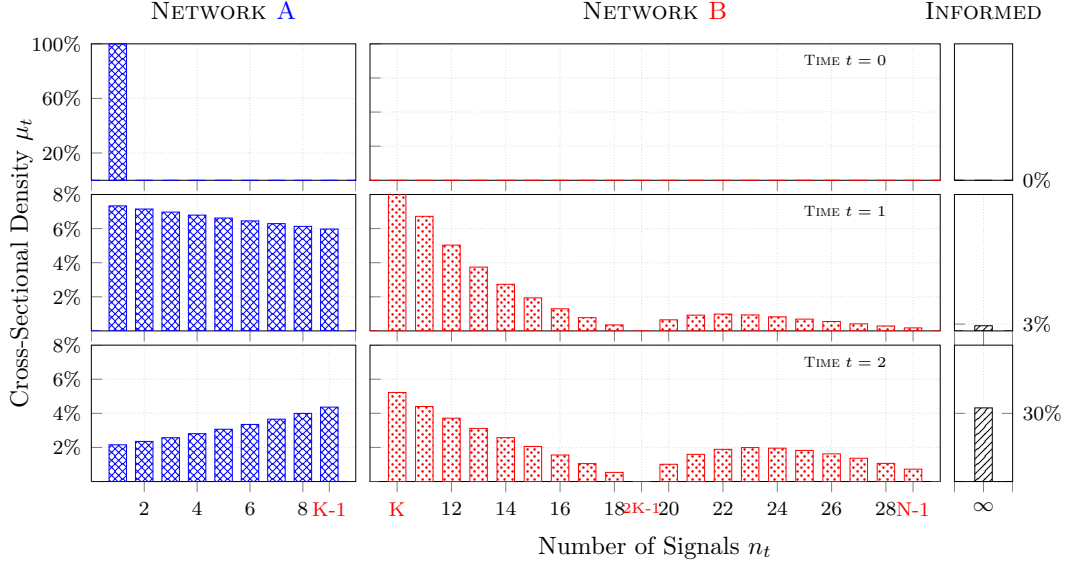 NETWORK A
NETWORK B
INFORMED
Cross-Sectional Density μt
100%
60%
20%
TIME t = 0
0%
8%
6%
4%
2%
TIME t = 1
3%
8%
6%
4%
2%
TIME t = 2
30%
2 4 6 8 K-1
K 12 14 16 18 2K-1 20 22 24 26 28 N-1
∞
Number of Signals nt